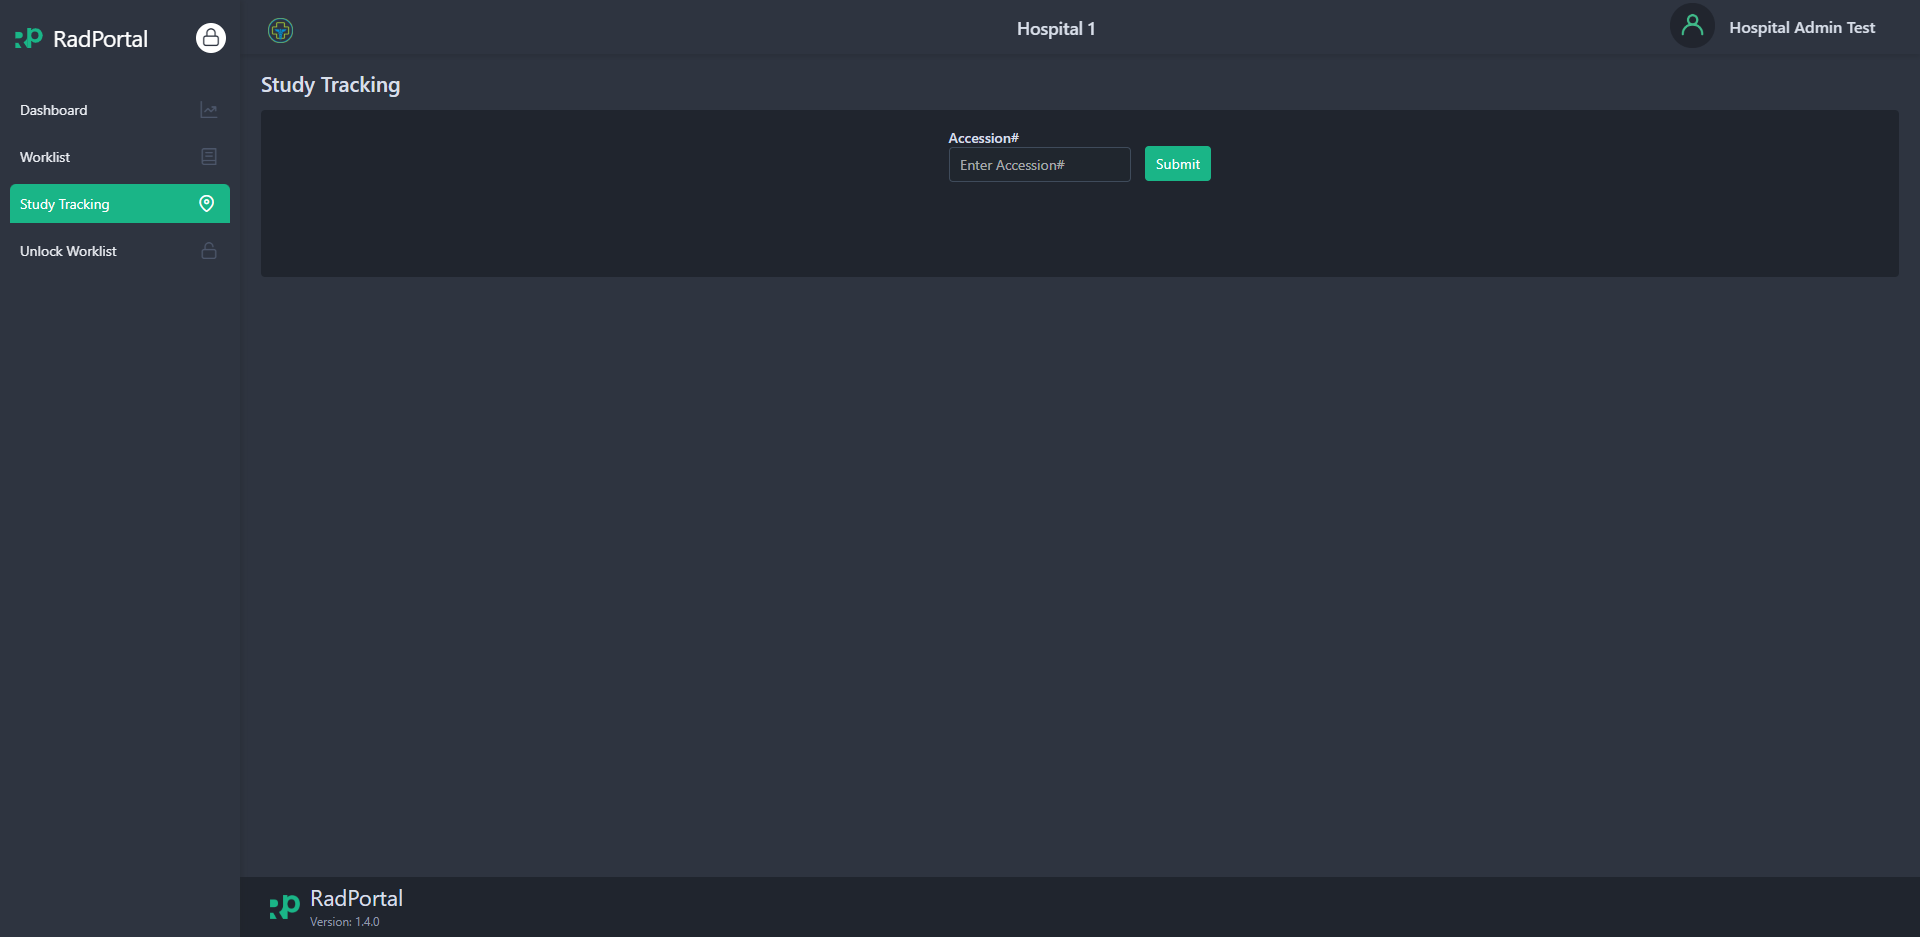 RadPortal
Dashboard
Worklist
Study Tracking
Unlock Worklist
Hospital 1
Hospital Admin Test
Study Tracking
Accession#
Enter Accession#
Submit
RadPortal
Version: 1.4.0